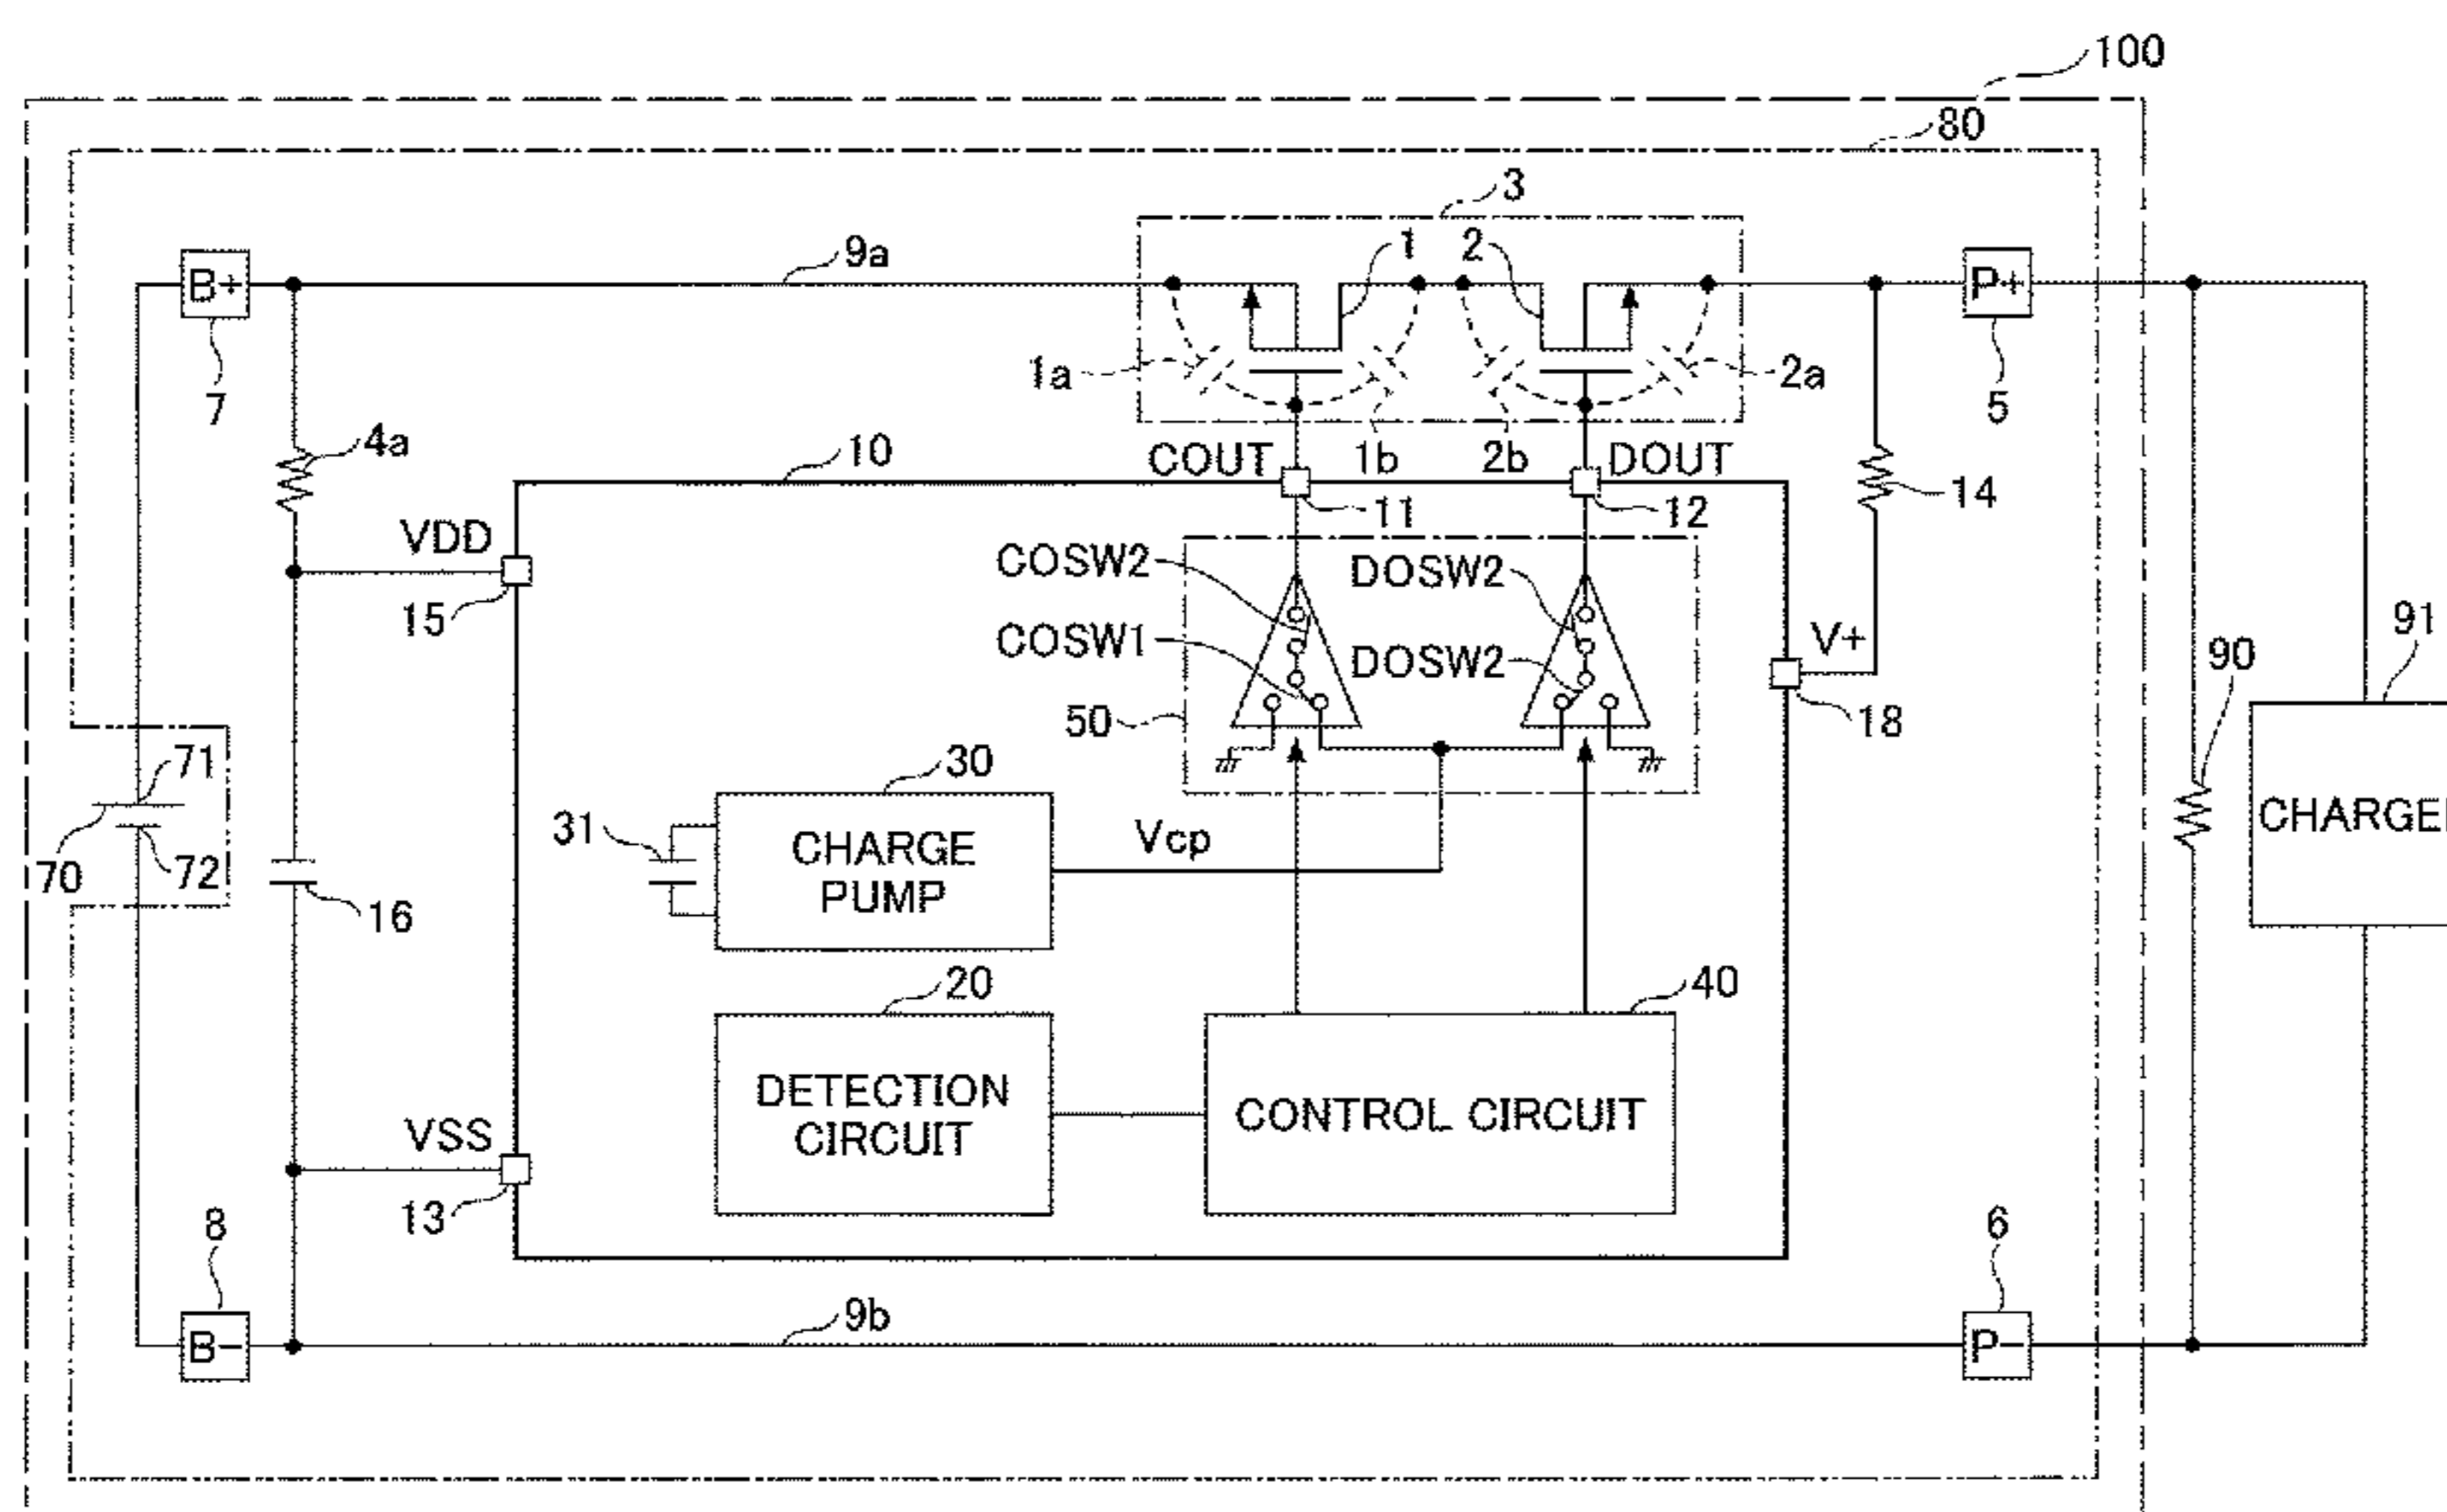 100
80
3
9a
1
2
B+
P+
1a
2a
7
5
4a
10
COUT
1b
2b
DOUT
11
12
14
VDD
COSW2
DOSW2
15
COSW1
DOSW2
V+
91
90
50
18
71
30
31
CHARGE
PUMP
Vcp
70
72
16
20
40
DETECTION
CIRCUIT
CONTROL CIRCUIT
VSS
13
8
6
9b
B-
P-